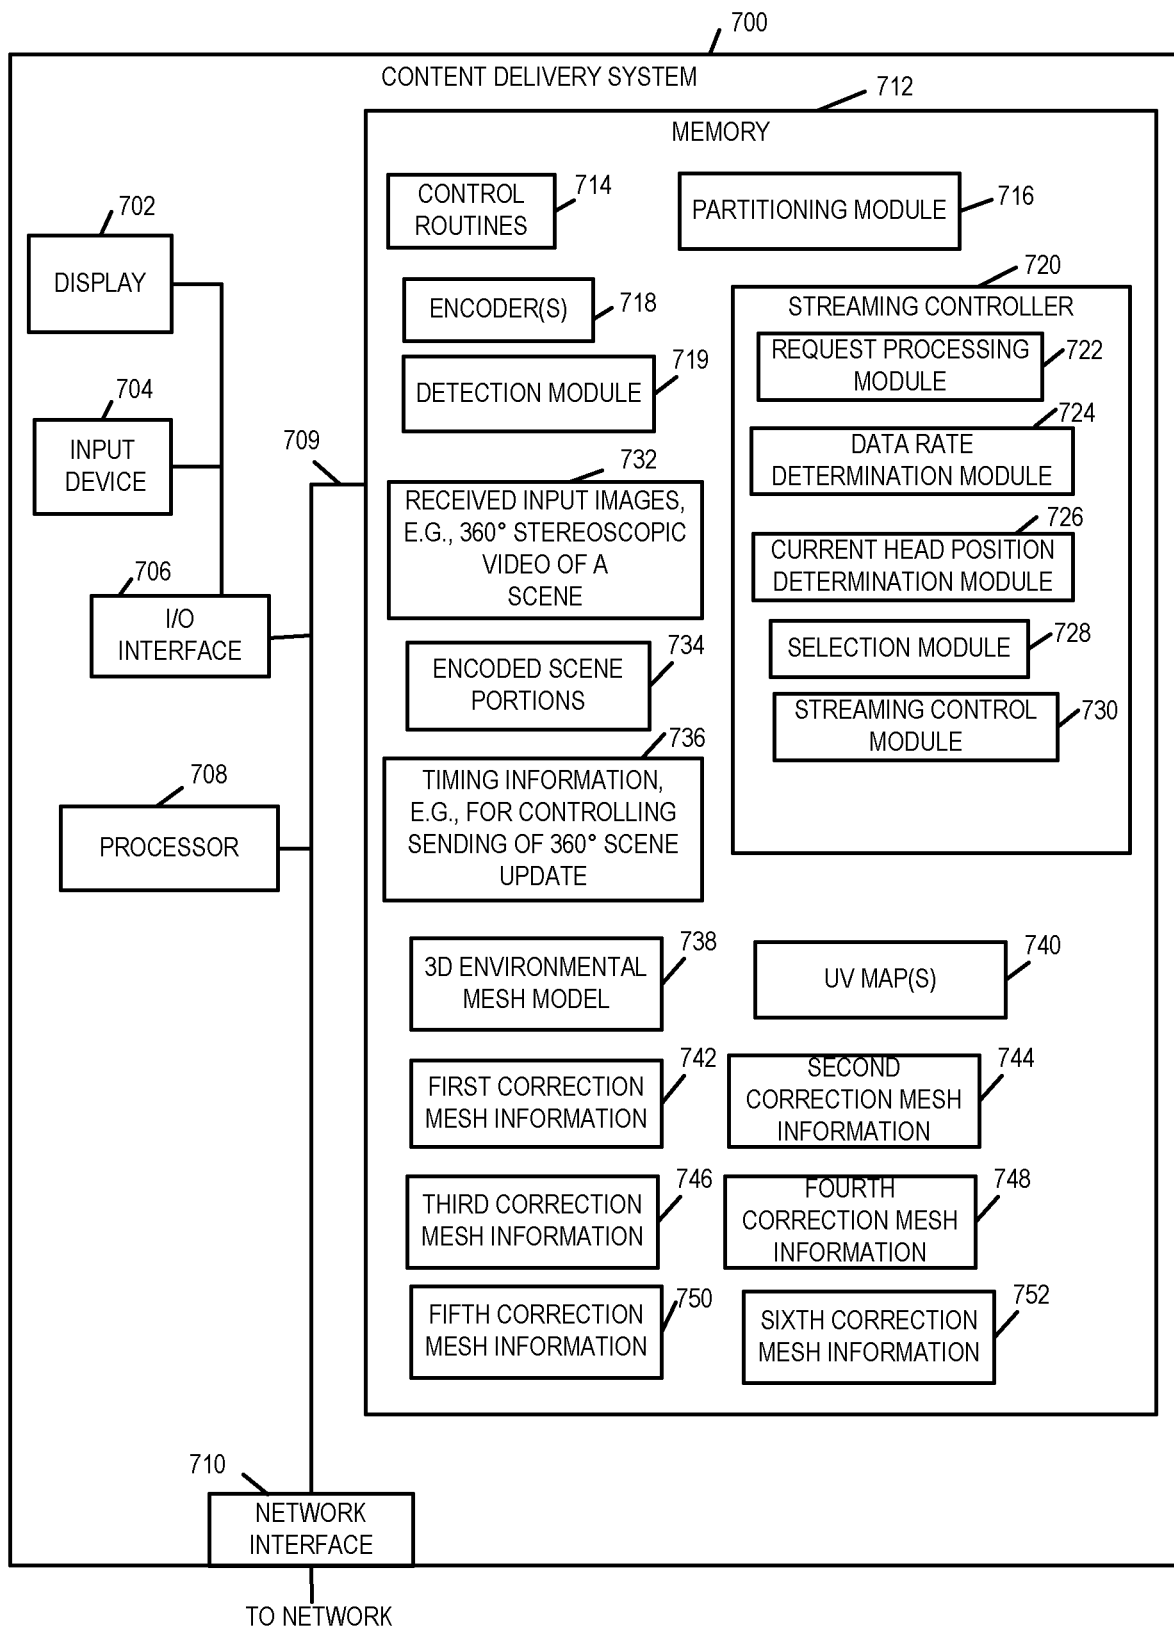 700
CONTENT DELIVERY SYSTEM
712
MEMORY
702
DISPLAY
704
INPUT
DEVICE
706
I/O
INTERFACE
709
708
PROCESSOR
710
NETWORK
INTERFACE
TO NETWORK
CONTROL
ROUTINES
714
PARTITIONING MODULE
716
ENCODER(S)
718
DETECTION MODULE
719
720
STREAMING CONTROLLER
REQUEST PROCESSING
MODULE
722
724
DATA RATE
DETERMINATION MODULE
726
CURRENT HEAD POSITION
DETERMINATION MODULE
SELECTION MODULE
728
STREAMING CONTROL
MODULE
730
732
RECEIVED INPUT IMAGES,
E.G., 360° STEREOSCOPIC
VIDEO OF A
SCENE
734
ENCODED SCENE
PORTIONS
736
TIMING INFORMATION,
E.G., FOR CONTROLLING
SENDING OF 360° SCENE
UPDATE
738
3D ENVIRONMENTAL
MESH MODEL
740
UV MAP(S)
742
FIRST CORRECTION
MESH INFORMATION
744
SECOND
CORRECTION MESH
INFORMATION
746
THIRD CORRECTION
MESH INFORMATION
748
FOURTH
CORRECTION MESH
INFORMATION
750
FIFTH CORRECTION
MESH INFORMATION
752
SIXTH CORRECTION
MESH INFORMATION